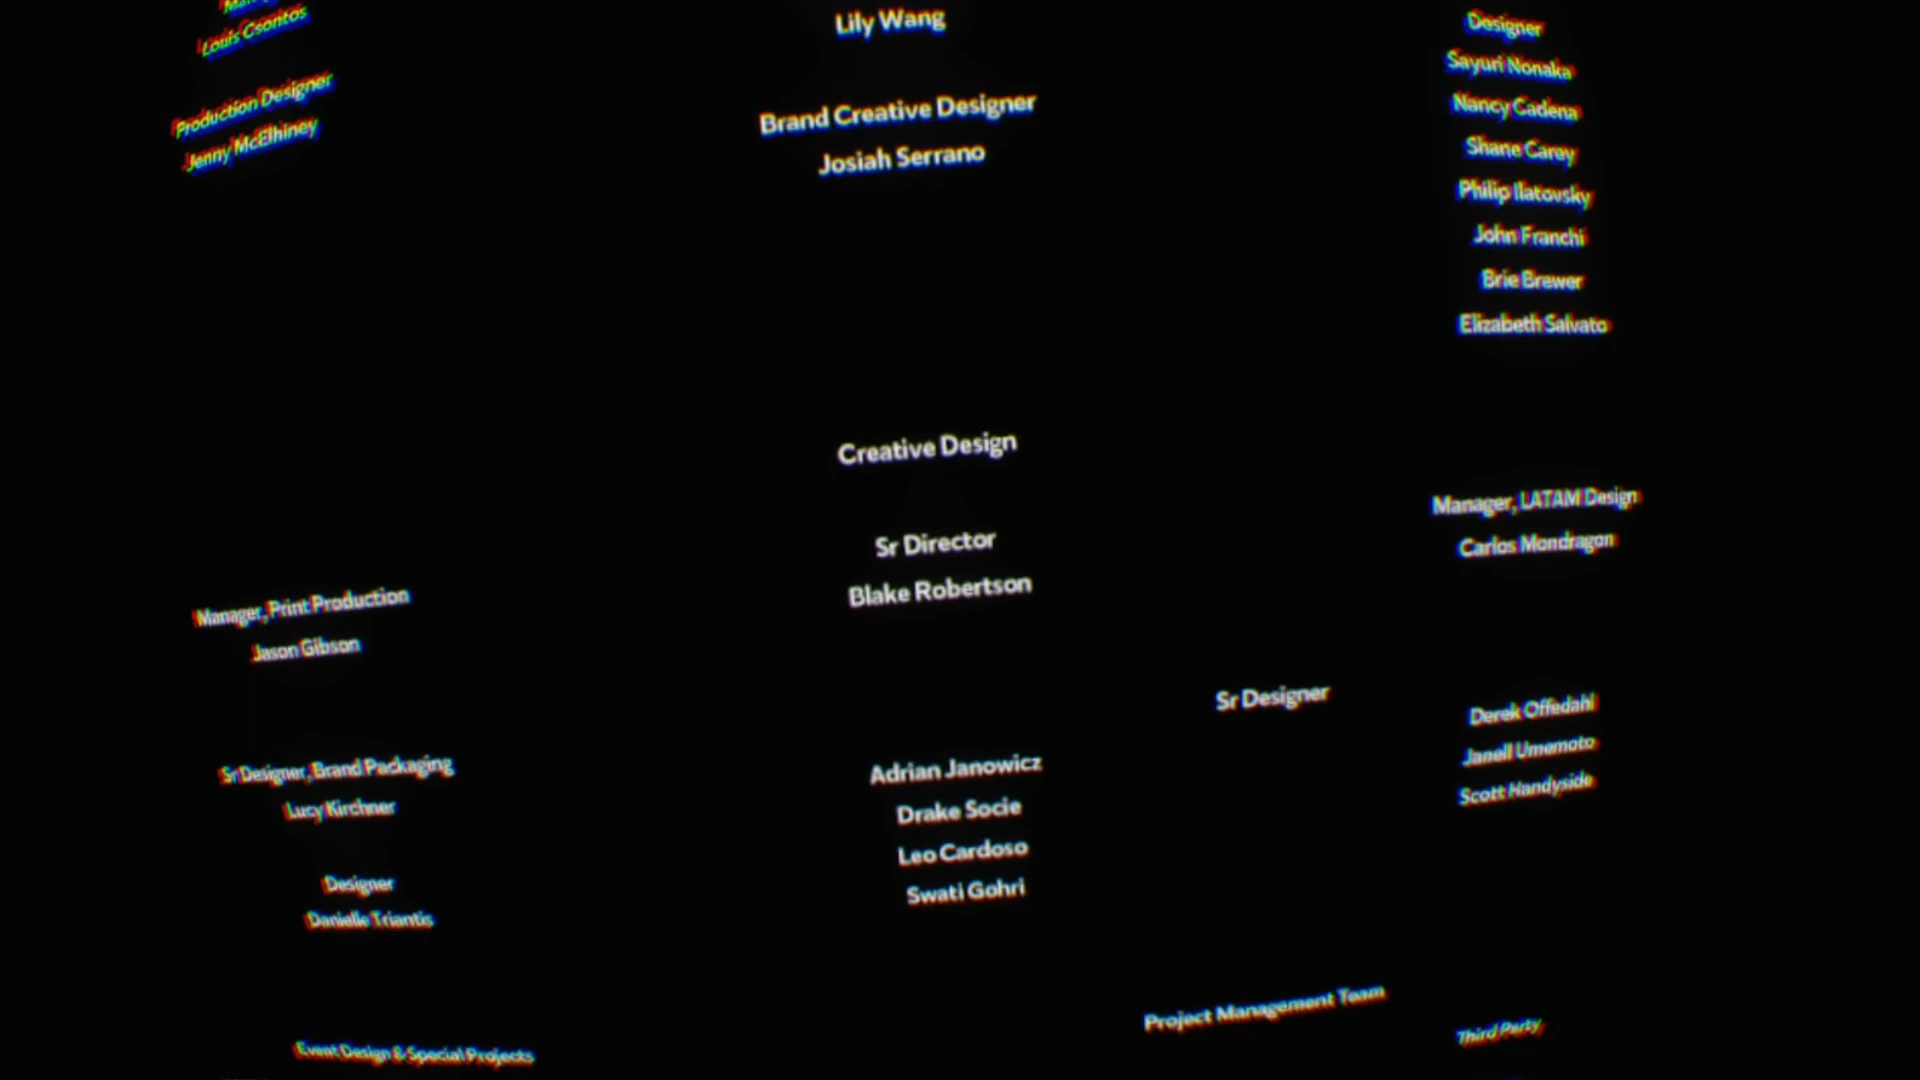 Louis Csontos
Production Designer
Jenny McElhiney
Manager, Print Production
Jason Gibson
Sr Designer, Brand Packaging
Lucy Kirchner
Designer
Danielle Triantis
Event Design & Special Projects
Lily Wang
Brand Creative Designer
Josiah Serrano
Creative Design
Sr Director
Blake Robertson
Sr Designer
Adrian Janowicz
Drake Socie
Leo Cardoso
Swati Gohri
Project Management Team
Designer
Sayuri Nonaka
Nancy Cadena
Shane Carey
Philip Ilatovsky
John Franchi
Brie Brewer
Elizabeth Salvato
Manager, LATAM Design
Carlos Mondragon
Derek Offedahl
Janell Umemoto
Scott Handyside
Third Party